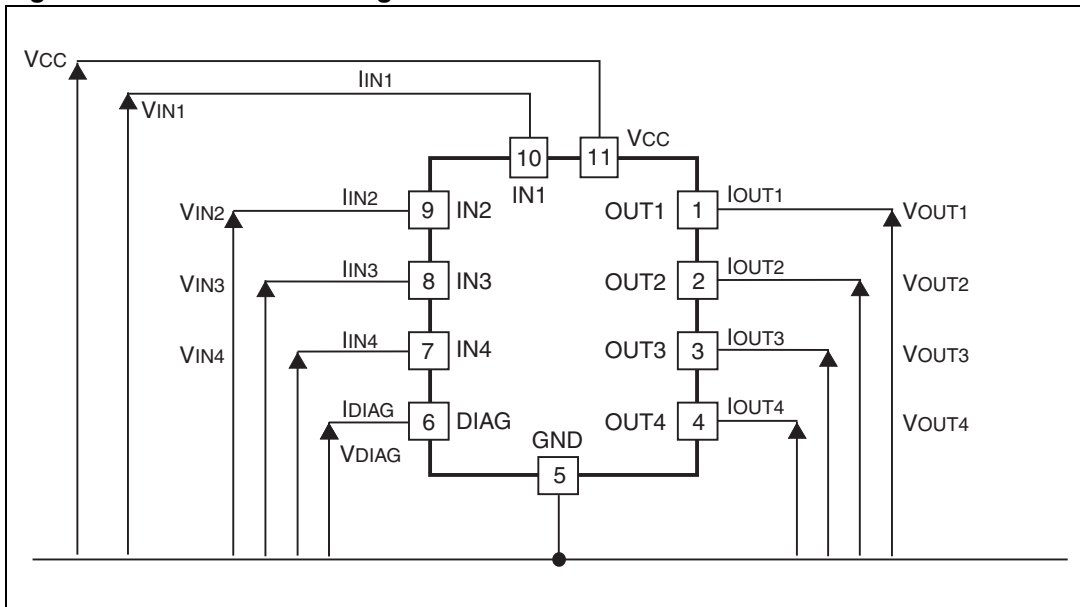 VCC
IIN1
VIN1
VCC
10
11
IN1
VIN2
IIN2
9
IN2
OUT1
1
IOUT1
VOUT1
VIN3
IIN3
8
IN3
OUT2
2
IOUT2
VOUT2
VIN4
IIN4
7
IN4
OUT3
3
IOUT3
VOUT3
IDIAG
6
DIAG
OUT4
4
IOUT4
VOUT4
VDIAG
GND
5